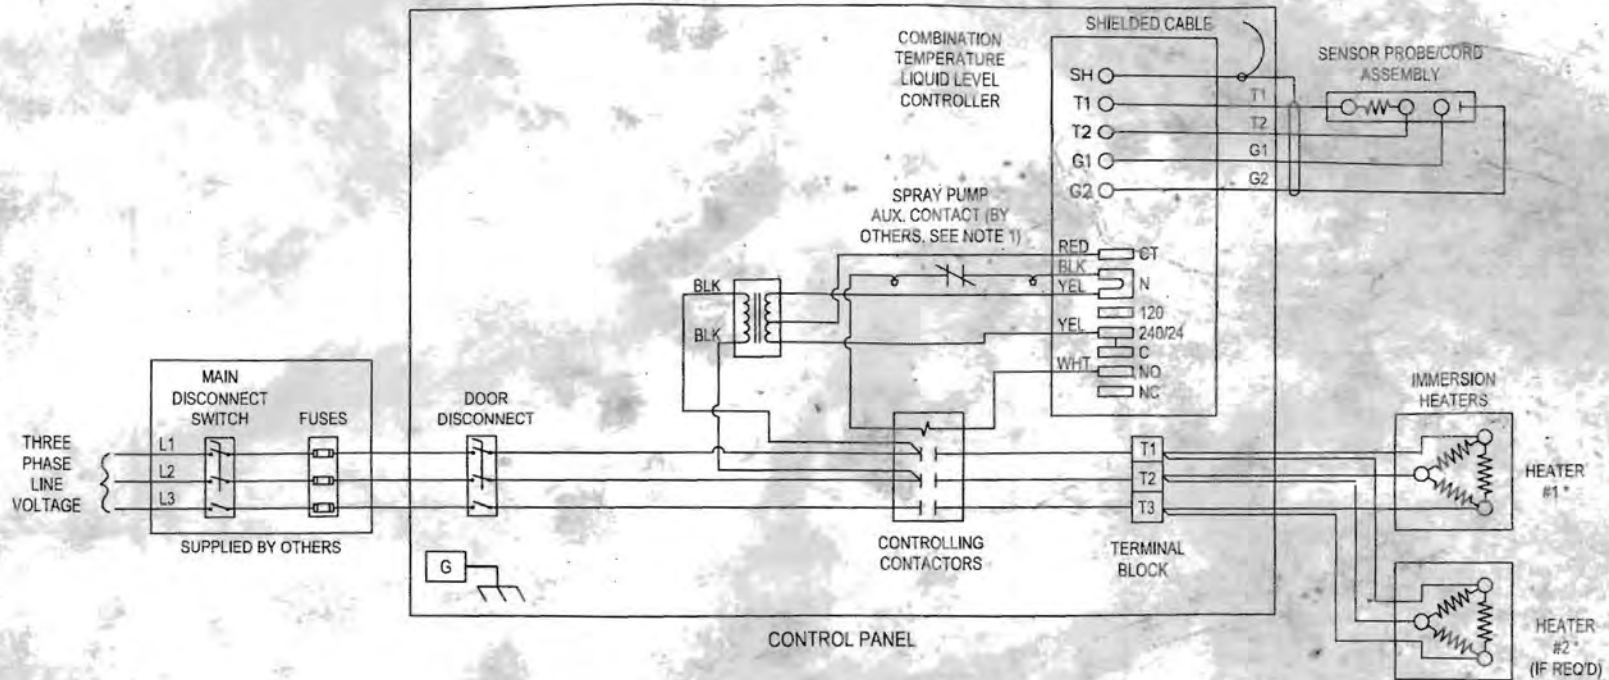 SHIELDED CABLE
COMBINATION
TEMPERATURE
LIQUID LEVEL
CONTROLLER
SENSOR PROBE/CORD
ASSEMBLY
SH
T1
T2
G1
G2
T1
T2
G1
G2
SPRAY PUMP
AUX. CONTACT (BY
OTHERS, SEE NOTE 1)
RED
BLK
YEL
YEL
WHT
CT
N
120
240/24
C
NO
NC
BLK
BLK
MAIN
DISCONNECT
SWITCH
FUSES
DOOR
DISCONNECT
THREE
PHASE
LINE
VOLTAGE
L1
L2
L3
SUPPLIED BY OTHERS
G
CONTROLLING
CONTACTORS
T1
T2
T3
TERMINAL
BLOCK
IMMERSION
HEATERS
HEATER
#1 *
HEATER
#2 *
(IF REQ'D)
CONTROL PANEL